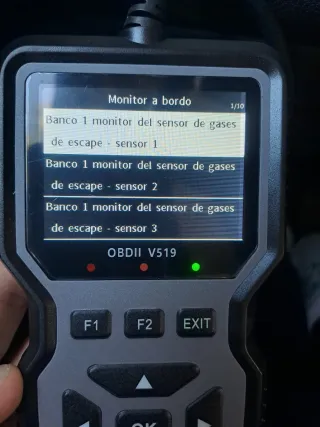 Monitor a bordo
1/10
Banco 1 monitor del sensor de gases
de escape - sensor 1
Banco 1 monitor del sensor de gases
de escape - sensor 2
Banco 1 monitor del sensor de gases
de escape - sensor 3
OBDII V519
F1 F2 EXIT
OK